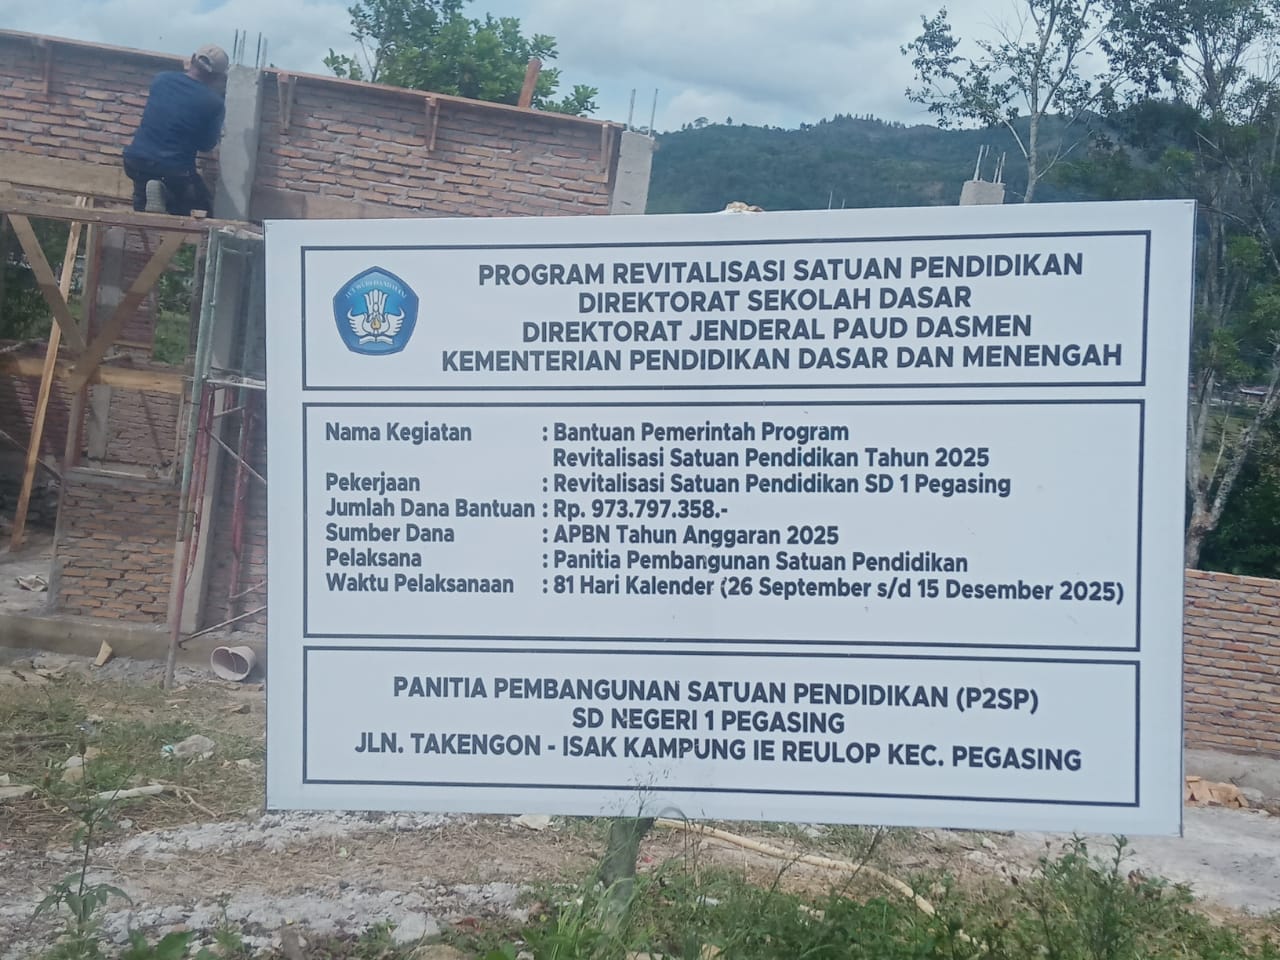 TUT WURI HANDAYANI
PROGRAM REVITALISASI SATUAN PENDIDIKAN
DIREKTORAT SEKOLAH DASAR
DIREKTORAT JENDERAL PAUD DASMEN
KEMENTERIAN PENDIDIKAN DASAR DAN MENENGAH
Nama Kegiatan : Bantuan Pemerintah Program
Revitalisasi Satuan Pendidikan Tahun 2025
Pekerjaan : Revitalisasi Satuan Pendidikan SD 1 Pegasing
Jumlah Dana Bantuan : Rp. 973.797.358.-
Sumber Dana : APBN Tahun Anggaran 2025
Pelaksana : Panitia Pembangunan Satuan Pendidikan
Waktu Pelaksanaan : 81 Hari Kalender (26 September s/d 15 Desember 2025)
PANITIA PEMBANGUNAN SATUAN PENDIDIKAN (P2SP)
SD NEGERI 1 PEGASING
JLN. TAKENGON - ISAK KAMPUNG IE REULOP KEC. PEGASING